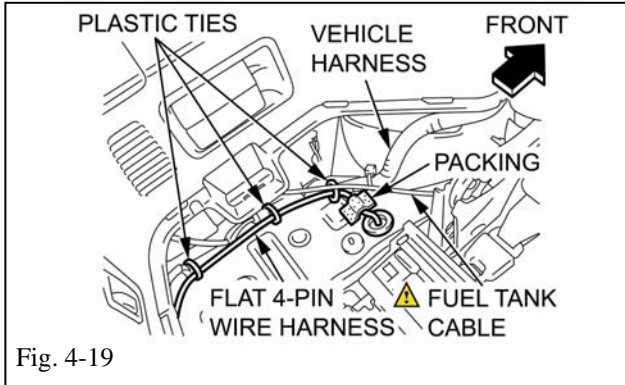 PLASTIC TIES
VEHICLE
HARNESS
FRONT
PACKING
FLAT 4-PIN
WIRE HARNESS
FUEL TANK
CABLE
Fig. 4-19